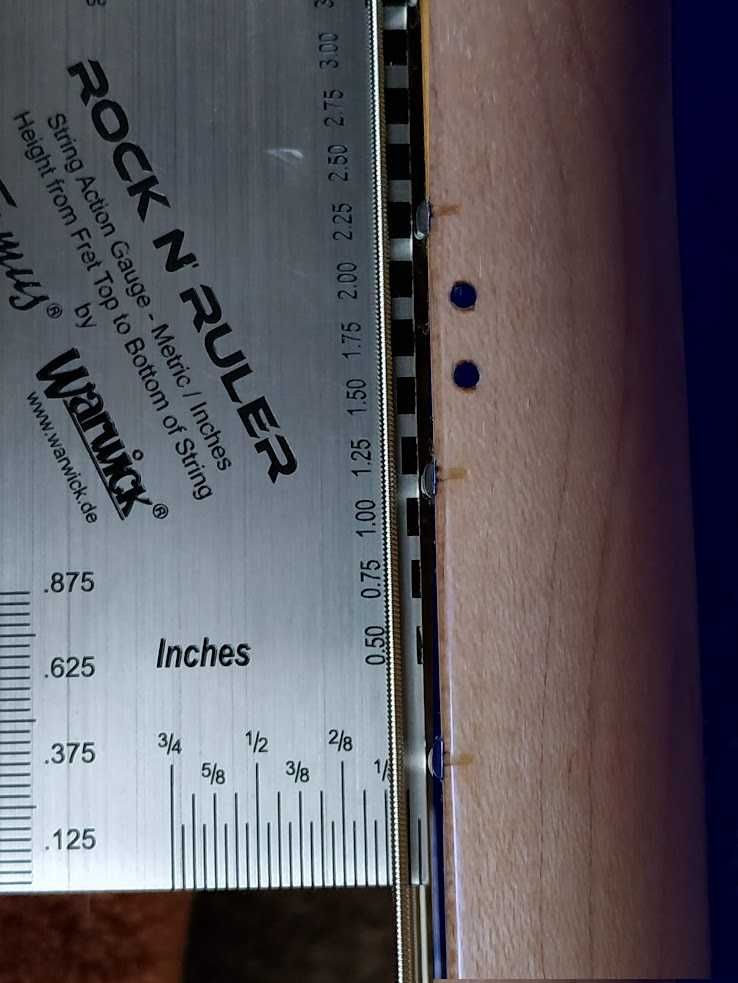 ROCK N' RULER
String Action Gauge - Metric / Inches
Height from Fret Top to Bottom of String
by
Warwick®
www.warwick.de
3.00
2.75
2.50
2.25
2.00
1.75
1.50
1.25
1.00
0.75
0.50
.875
.625
.375
.125
Inches
3/4
5/8
1/2
3/8
2/8